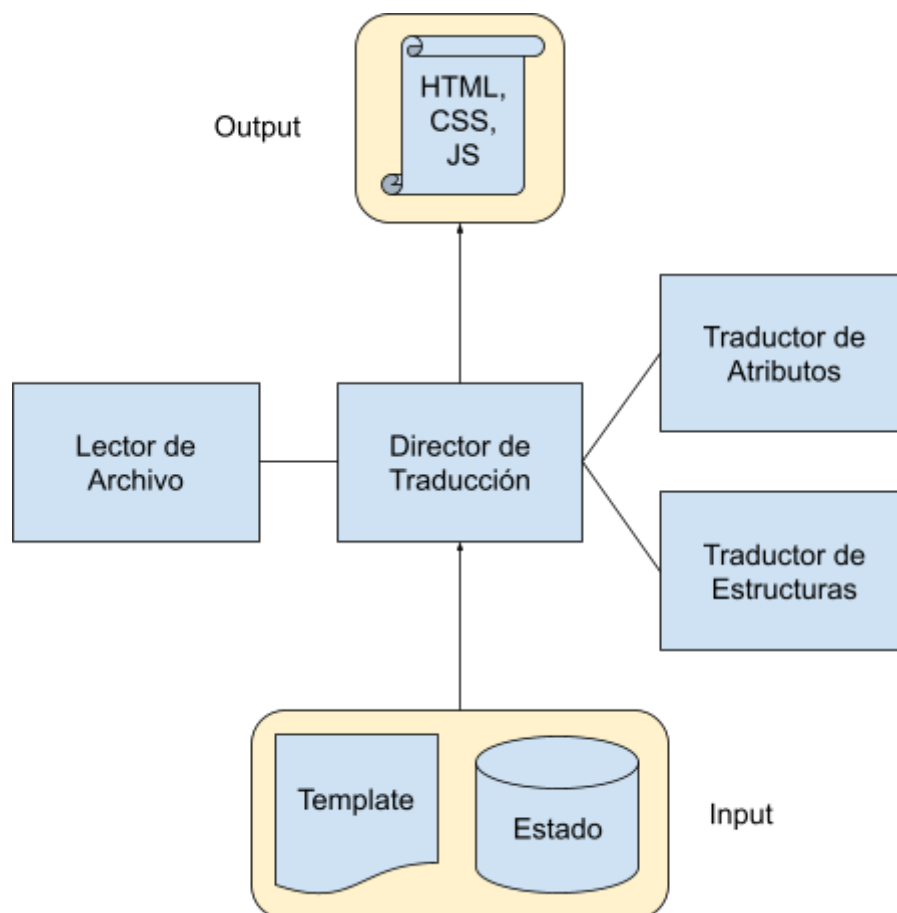 Output
HTML,
CSS,
JS
Traductor de
Atributos
Lector de
Archivo
Director de
Traducción
Traductor de
Estructuras
Template
Estado
Input